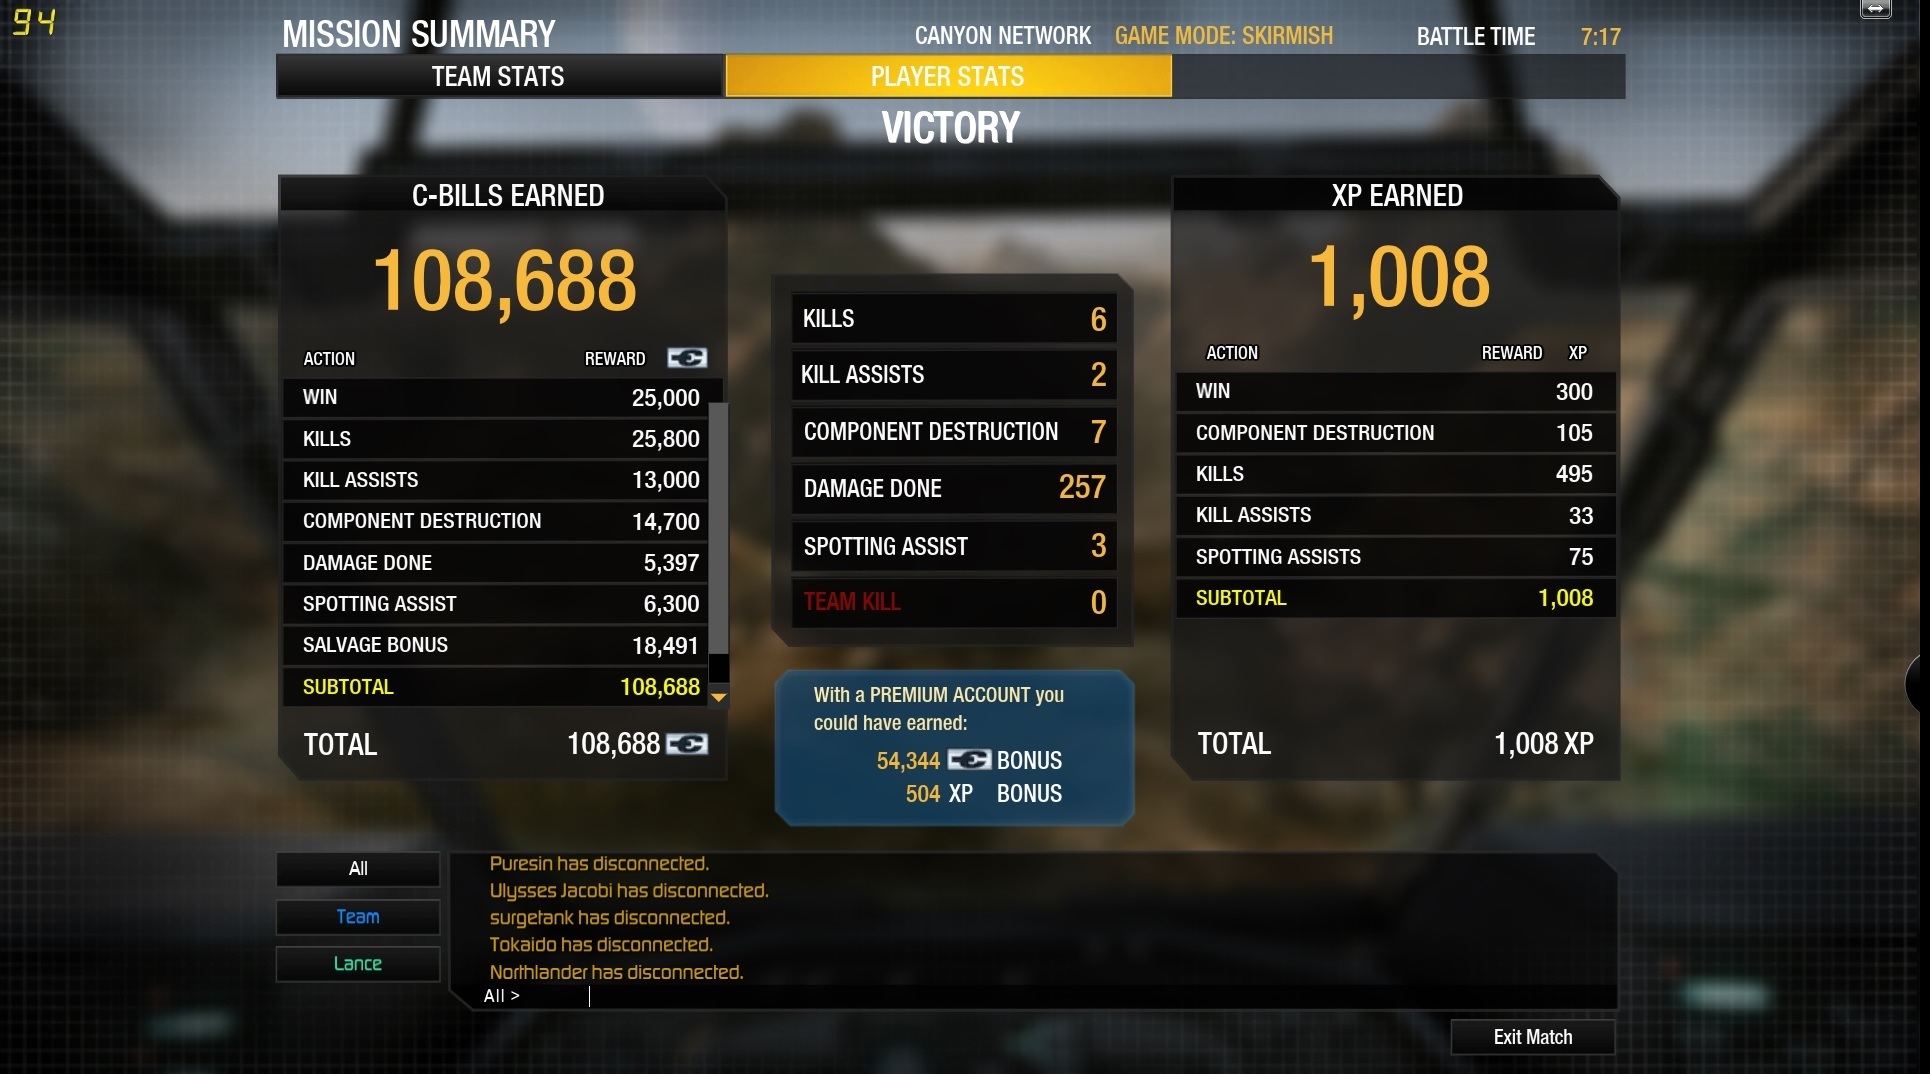 94
MISSION SUMMARY
CANYON NETWORK GAME MODE: SKIRMISH BATTLE TIME 7:17
TEAM STATS PLAYER STATS
VICTORY
C-BILLS EARNED
108,688
ACTION REWARD
WIN 25,000
KILLS 25,800
KILL ASSISTS 13,000
COMPONENT DESTRUCTION 14,700
DAMAGE DONE 5,397
SPOTTING ASSIST 6,300
SALVAGE BONUS 18,491
SUBTOTAL 108,688
TOTAL 108,688
KILLS 6
KILL ASSISTS 2
COMPONENT DESTRUCTION 7
DAMAGE DONE 257
SPOTTING ASSIST 3
TEAM KILL 0
With a PREMIUM ACCOUNT you
could have earned:
54,344 BONUS
504 XP BONUS
XP EARNED
1,008
ACTION REWARD XP
WIN 300
COMPONENT DESTRUCTION 105
KILLS 495
KILL ASSISTS 33
SPOTTING ASSISTS 75
SUBTOTAL 1,008
TOTAL 1,008 XP
All
Team
Lance
Puresin has disconnected.
Ulysses Jacobi has disconnected.
surgetank has disconnected.
Tokaido has disconnected.
Northlander has disconnected.
All >
Exit Match